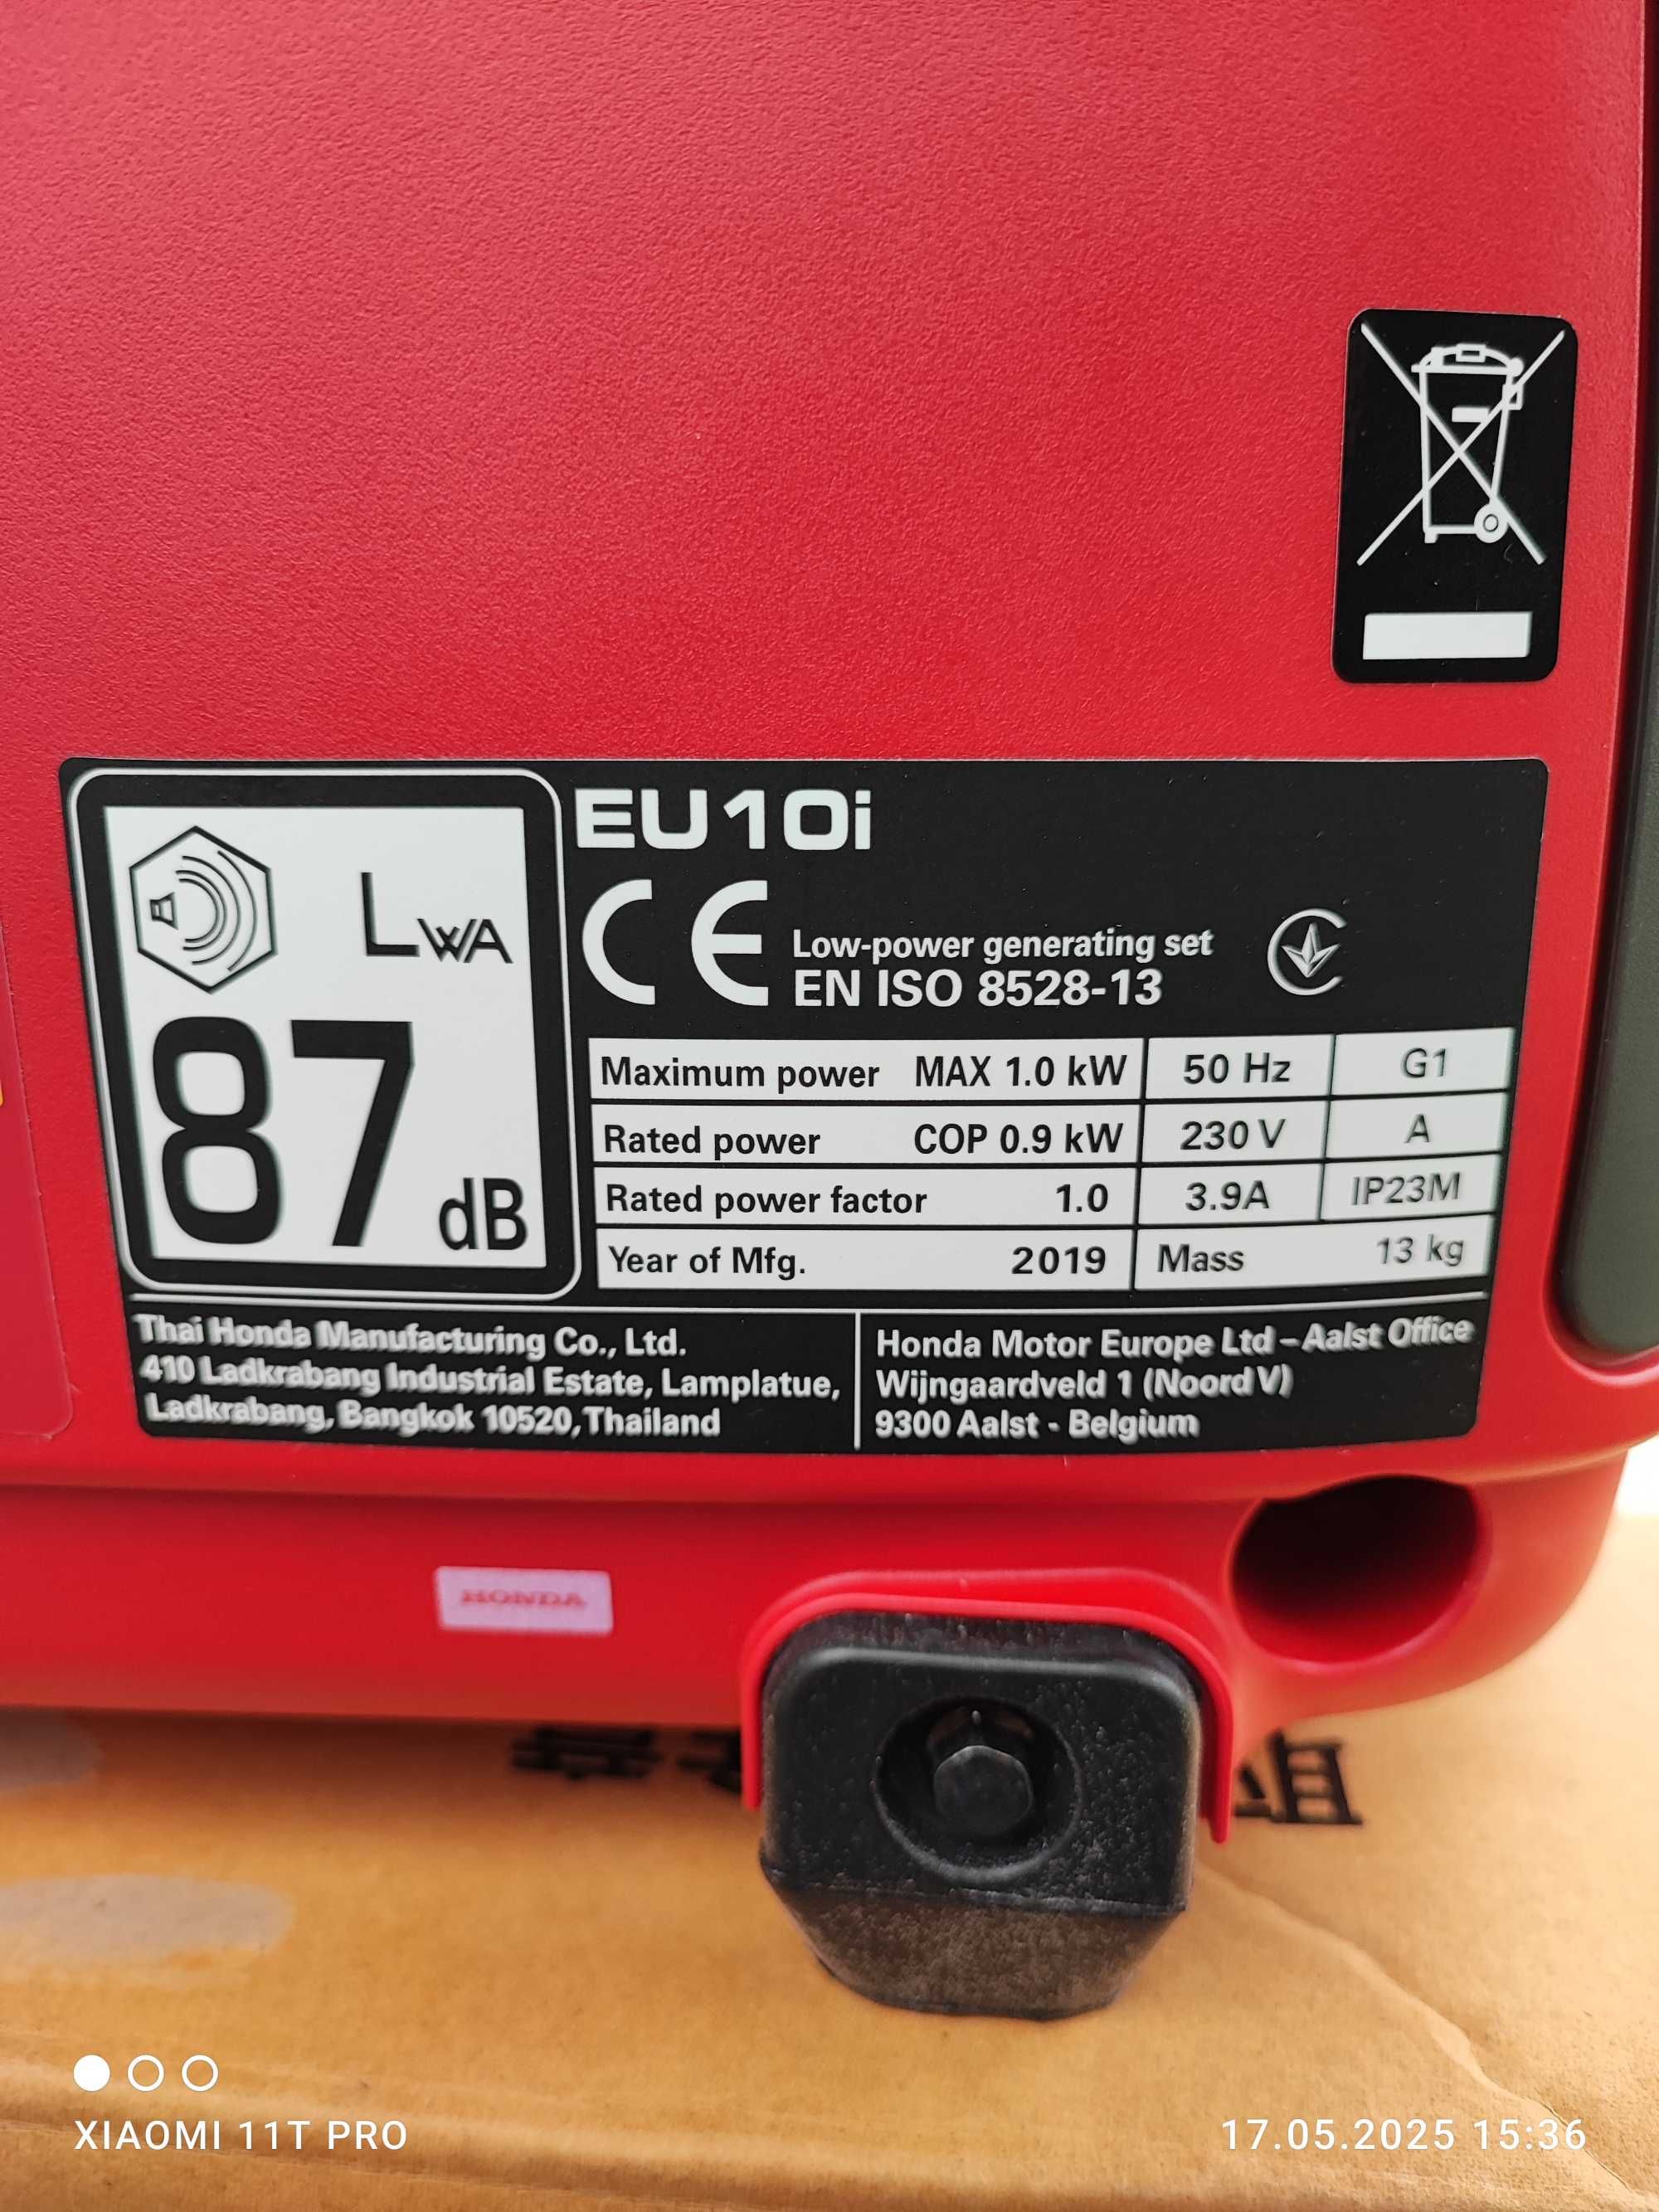 EU10i
LWA
87 dB
CE
Low-power generating set
EN ISO 8528-13
Maximum power MAX 1.0 kW 50 Hz G1
Rated power COP 0.9 kW 230 V A
Rated power factor 1.0 3.9A IP23M
Year of Mfg. 2019 Mass 13 kg
Thai Honda Manufacturing Co., Ltd.
410 Ladkrabang Industrial Estate, Lamplatue,
Ladkrabang, Bangkok 10520, Thailand
Honda Motor Europe Ltd – Aalst Office
Wijngaardveld 1 (Noord V)
9300 Aalst - Belgium
HONDA
XIAOMI 11T PRO
17.05.2025 15:36